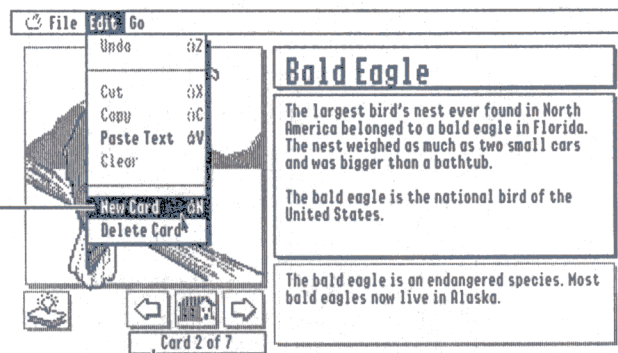 File Edit Go
Undo Z
Cut X
Copy C
Paste Text V
Clear
New Card N
Delete Card
Bald Eagle
The largest bird's nest ever found in North
America belonged to a bald eagle in Florida.
The nest weighed as much as two small cars
and was bigger than a bathtub.
The bald eagle is the national bird of the
United States.
The bald eagle is an endangered species. Most
bald eagles now live in Alaska.
Card 2 of 7